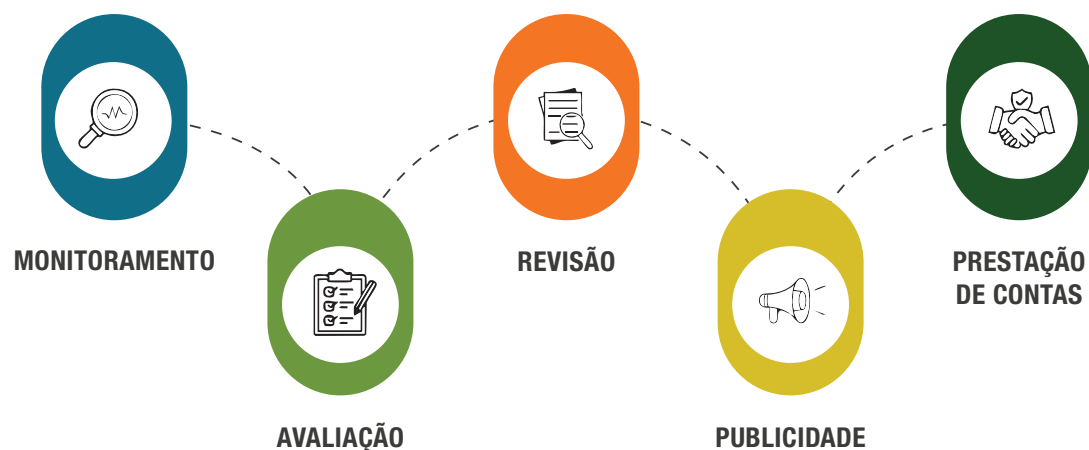 MONITORAMENTO
AVALIAÇÃO
REVISÃO
PUBLICIDADE
PRESTAÇÃO
DE CONTAS